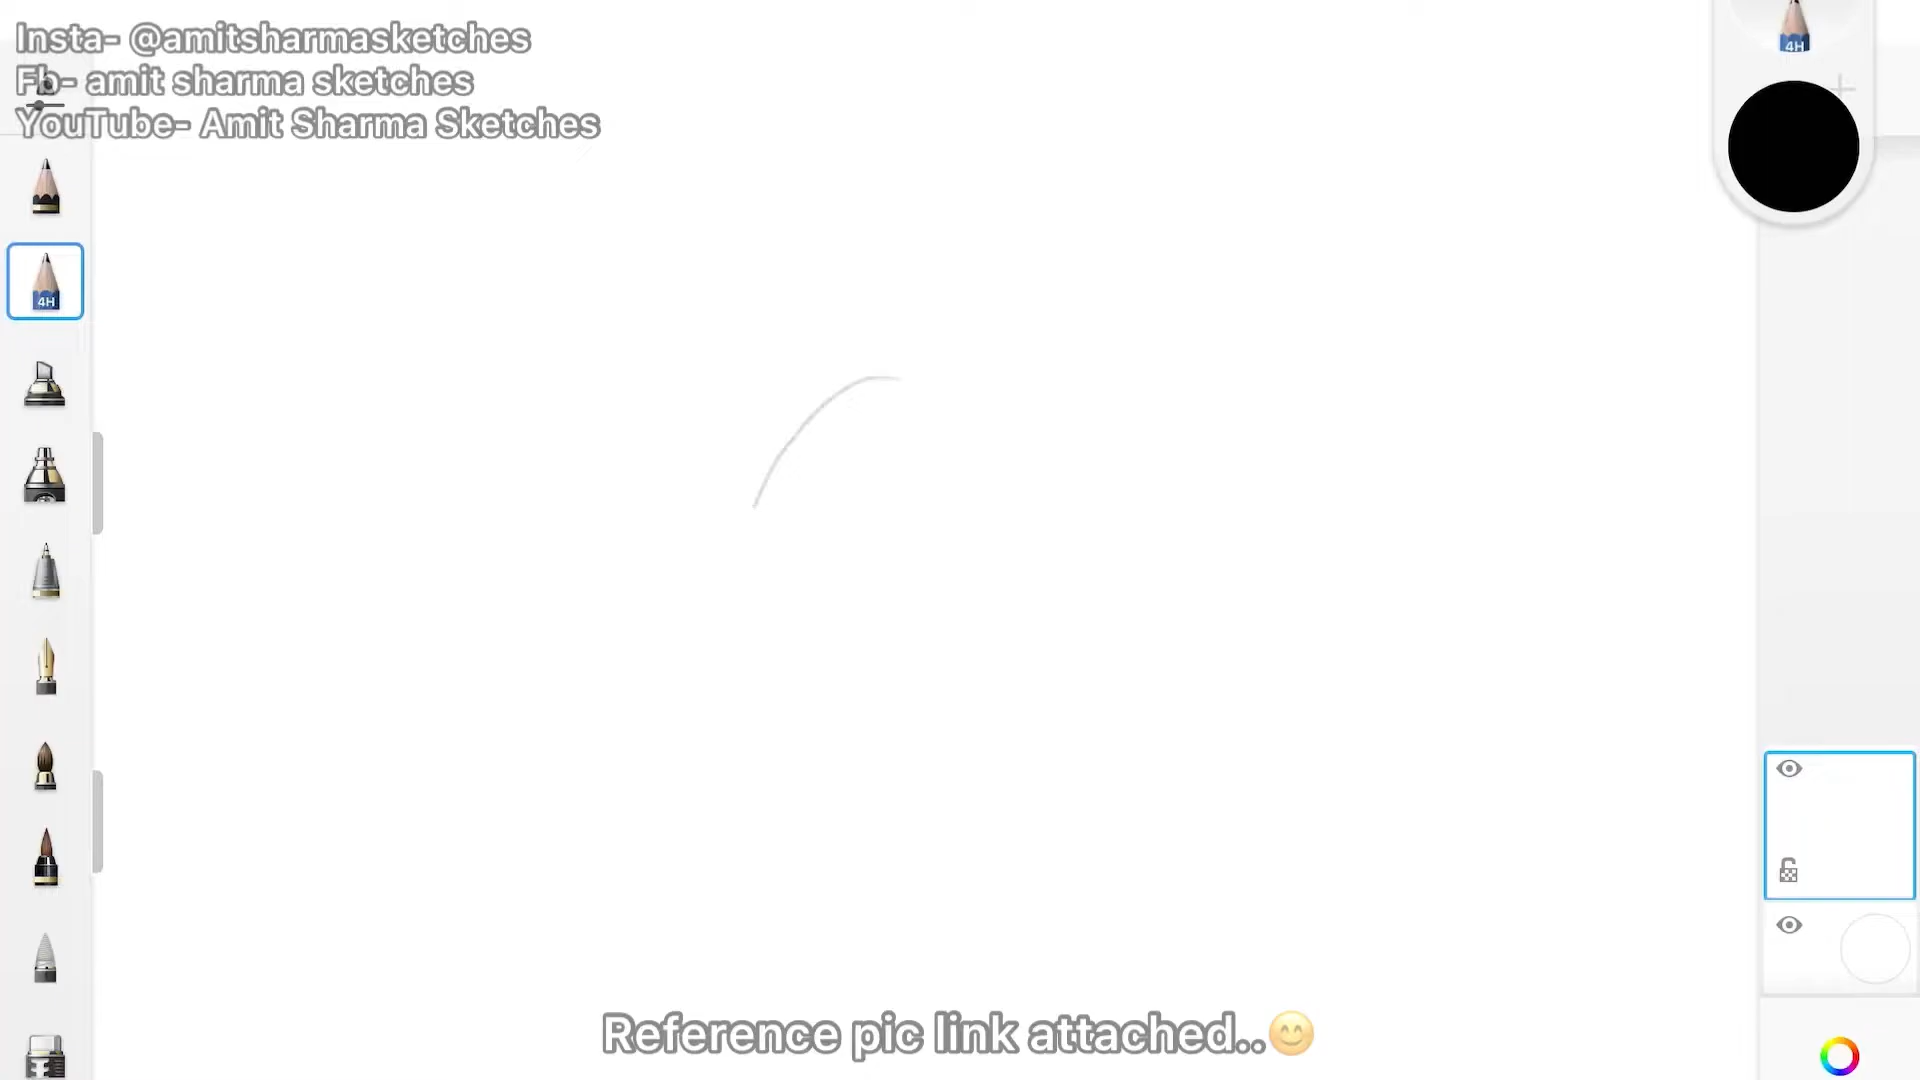 Insta- @amitsharmasketches
Fb- amit sharma sketches
YouTube- Amit Sharma Sketches
4H
4H
Reference pic link attached..😊